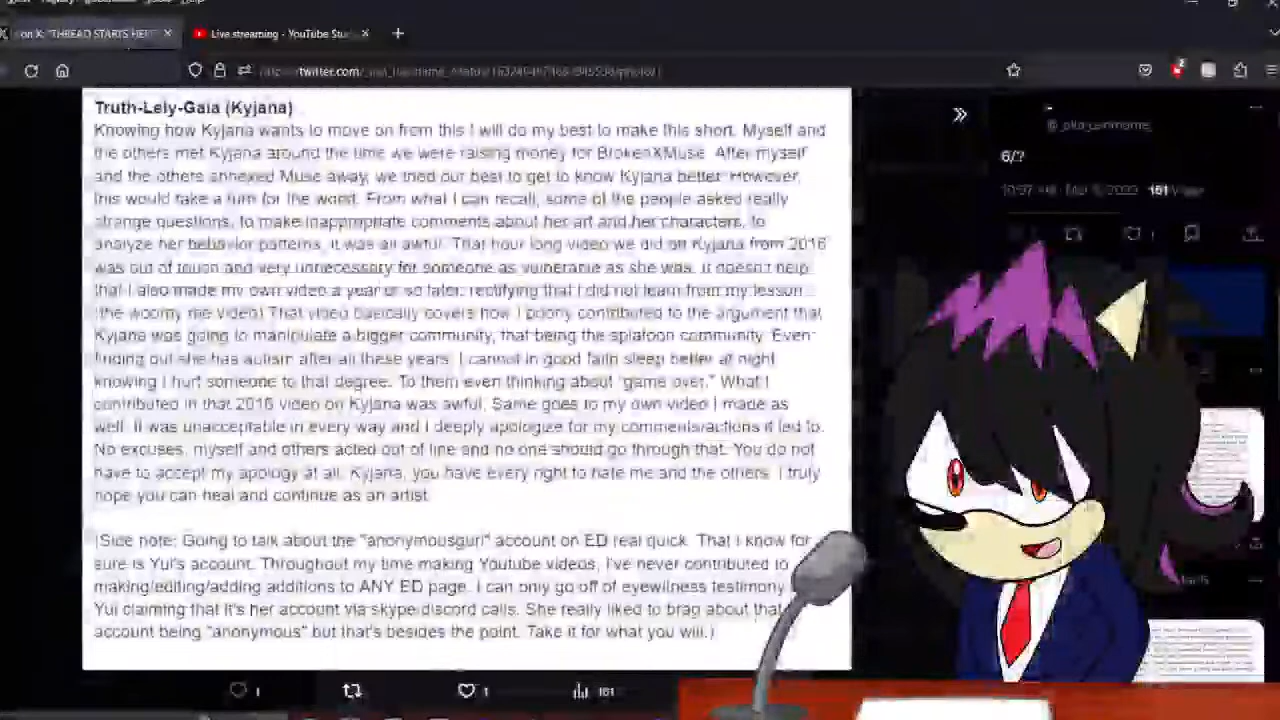 on X: "THREAD STARTS HER
Live streaming - YouTube Stu
twitter.com
Truth-Lely-Gaia (Kyjana)
Knowing how Kyjana wants to move on from this I will do my best to make this short. Myself and
the others met Kyjana around the time we were raising money for BrokenXMuse. After myself
and the others annexed Muse away, we tried our best to get to know Kyjana better. However,
this would take a turn for the worst. From what I can recall, some of the people asked really
strange questions, to make inappropriate comments about her art and her characters, to
analyze her behavior patterns, it was all awful. That hour long video we did on Kyjana from 2016
was out of touch and very unnecessary for someone as vulnerable as she was. It doesn't help
that I also made my own video a year or so later, rectifying that I did not learn from my lesson
(the woomy me video) That video basically covers how I poorly contributed to the argument that
Kyjana was going to manipulate a bigger community, that being the splatoon community. Even
finding out she has autism after all these years, I cannot in good faith sleep better at night
knowing I hurt someone to that degree. To them even thinking about "game over." What I
contributed in that 2016 video on Kyjana was awful. Same goes to my own video I made as
well. It was unacceptable in every way and I deeply apologize for my comments/actions it led to.
No excuses, myself and others acted out of line and no one should go through that. You do not
have to accept my apology at all. Kyjana, you have every right to hate me and the others. I truly
hope you can heal and continue as an artist.
(Side note: Going to talk about the "anonymousgurl" account on ED real quick. That I know for
sure is Yui's account. Throughout my time making Youtube videos, I've never contributed to
making/editing/adding additions to ANY ED page. I can only go off of eyewitness testimony
Yui claiming that it's her account via skype/discord calls. She really liked to brag about that
account being "anonymous" but that's besides the point. Take it for what you will.)
6/?
161
1
1
161